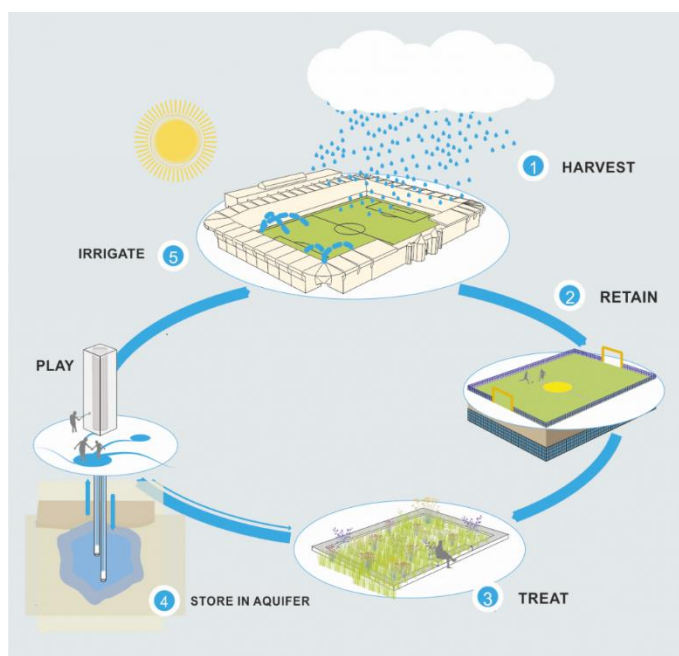 1 HARVEST
IRRIGATE 5
2 RETAIN
PLAY
4 STORE IN AQUIFER
3 TREAT